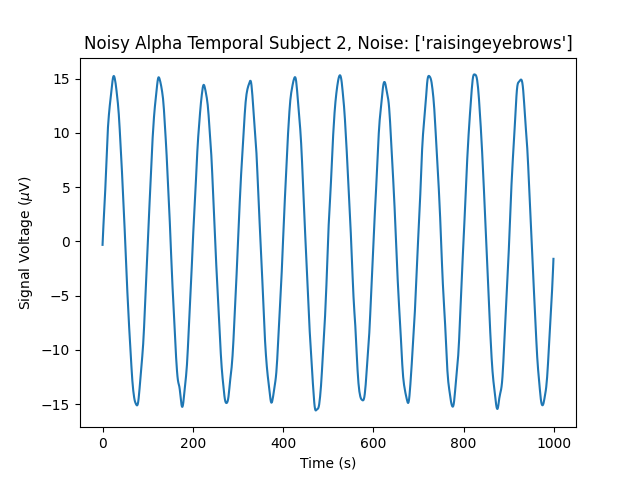 Noisy Alpha Temporal Subject 2, Noise: ['raisingeyebrows']
15
10
5
0
−5
−10
−15
Signal Voltage (μV)
0 200 400 600 800 1000
Time (s)